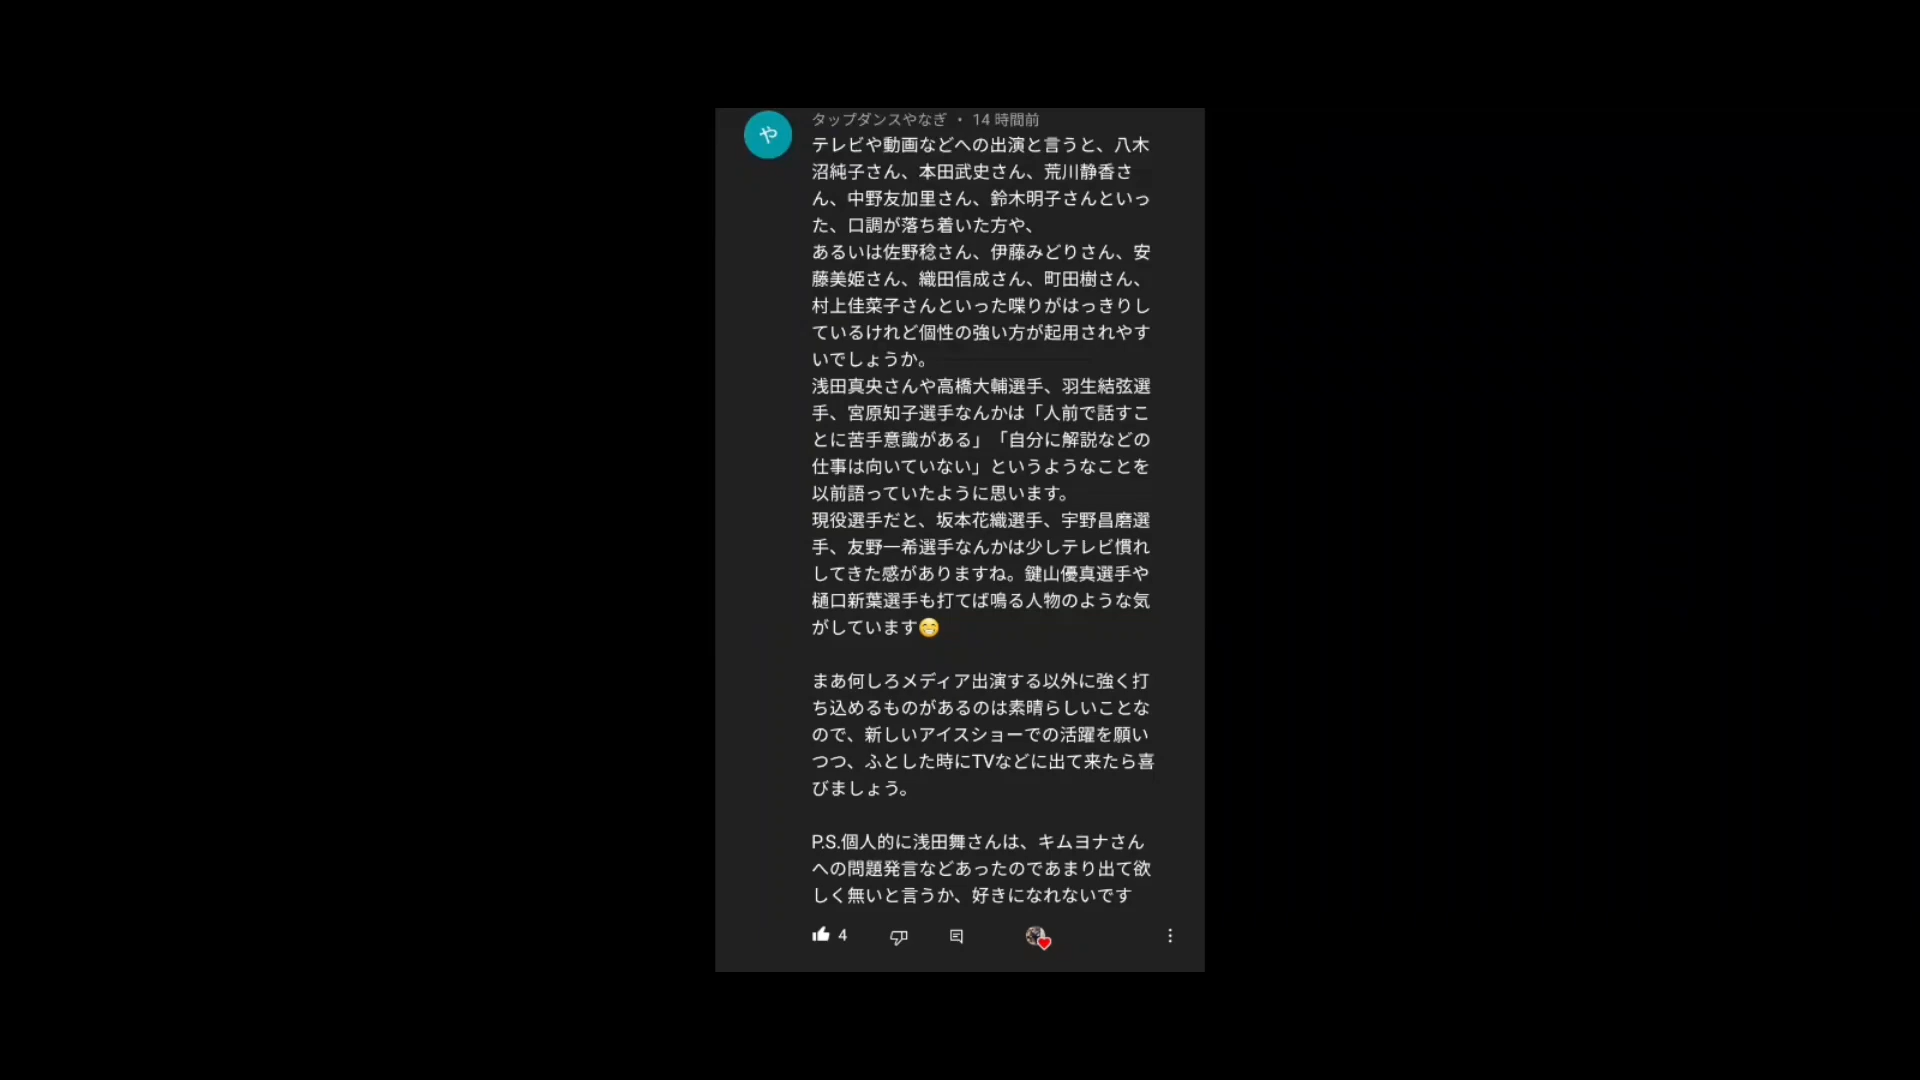 タップダンスやなぎ ・ 14 時間前
や
テレビや動画などへの出演と言うと、八木
沼純子さん、本田武史さん、荒川静香さ
ん、中野友加里さん、鈴木明子さんといっ
た、口調が落ち着いた方や、
あるいは佐野稔さん、伊藤みどりさん、安
藤美姫さん、織田信成さん、町田樹さん、
村上佳菜子さんといった喋りがはっきりし
ているけれど個性の強い方が起用されやす
いでしょうか。
浅田真央さんや高橋大輔選手、羽生結弦選
手、宮原知子選手なんかは「人前で話すこ
とに苦手意識がある」「自分に解説などの
仕事は向いていない」というようなことを
以前語っていたように思います。
現役選手だと、坂本花織選手、宇野昌磨選
手、友野一希選手なんかは少しテレビ慣れ
してきた感がありますね。鍵山優真選手や
樋口新葉選手も打てば鳴る人物のような気
がしています😁
まあ何しろメディア出演する以外に強く打
ち込めるものがあるのは素晴らしいことな
ので、新しいアイスショーでの活躍を願い
つつ、ふとした時にTVなどに出て来たら喜
びましょう。
P.S.個人的に浅田舞さんは、キムヨナさん
への問題発言などあったのであまり出て欲
しく無いと言うか、好きになれないです
4